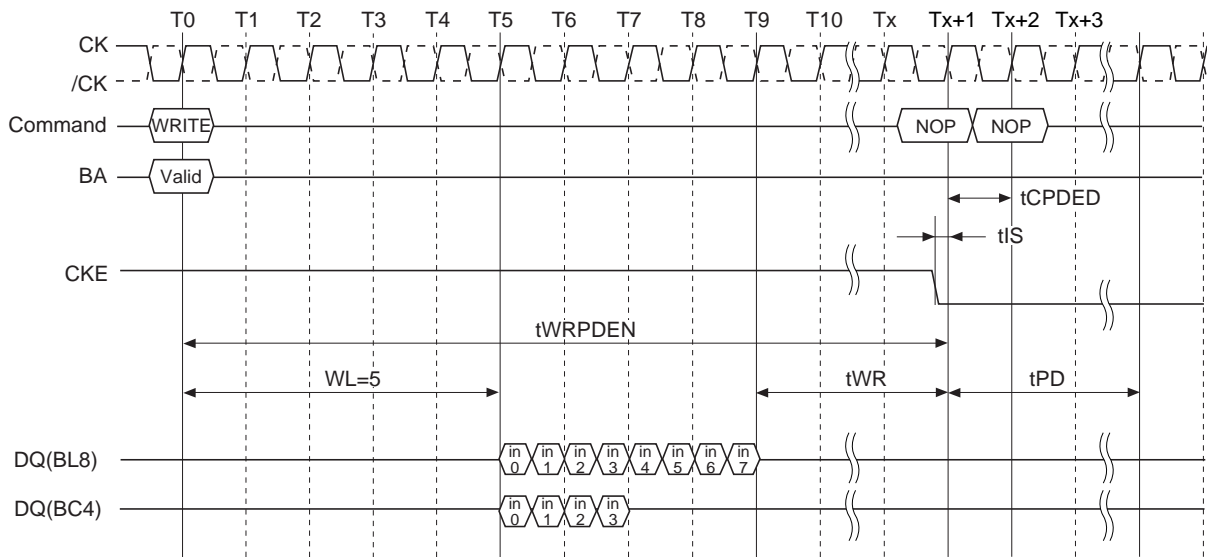 T0 T1 T2 T3 T4 T5 T6 T7 T8 T9 T10 Tx Tx+1 Tx+2 Tx+3
CK
/CK
Command WRITE NOP NOP
BA Valid
tCPDED
tIS
CKE
tWRPDEN
WL=5 tWR tPD
DQ(BL8) in 0 in 1 in 2 in 3 in 4 in 5 in 6 in 7
DQ(BC4) in 0 in 1 in 2 in 3